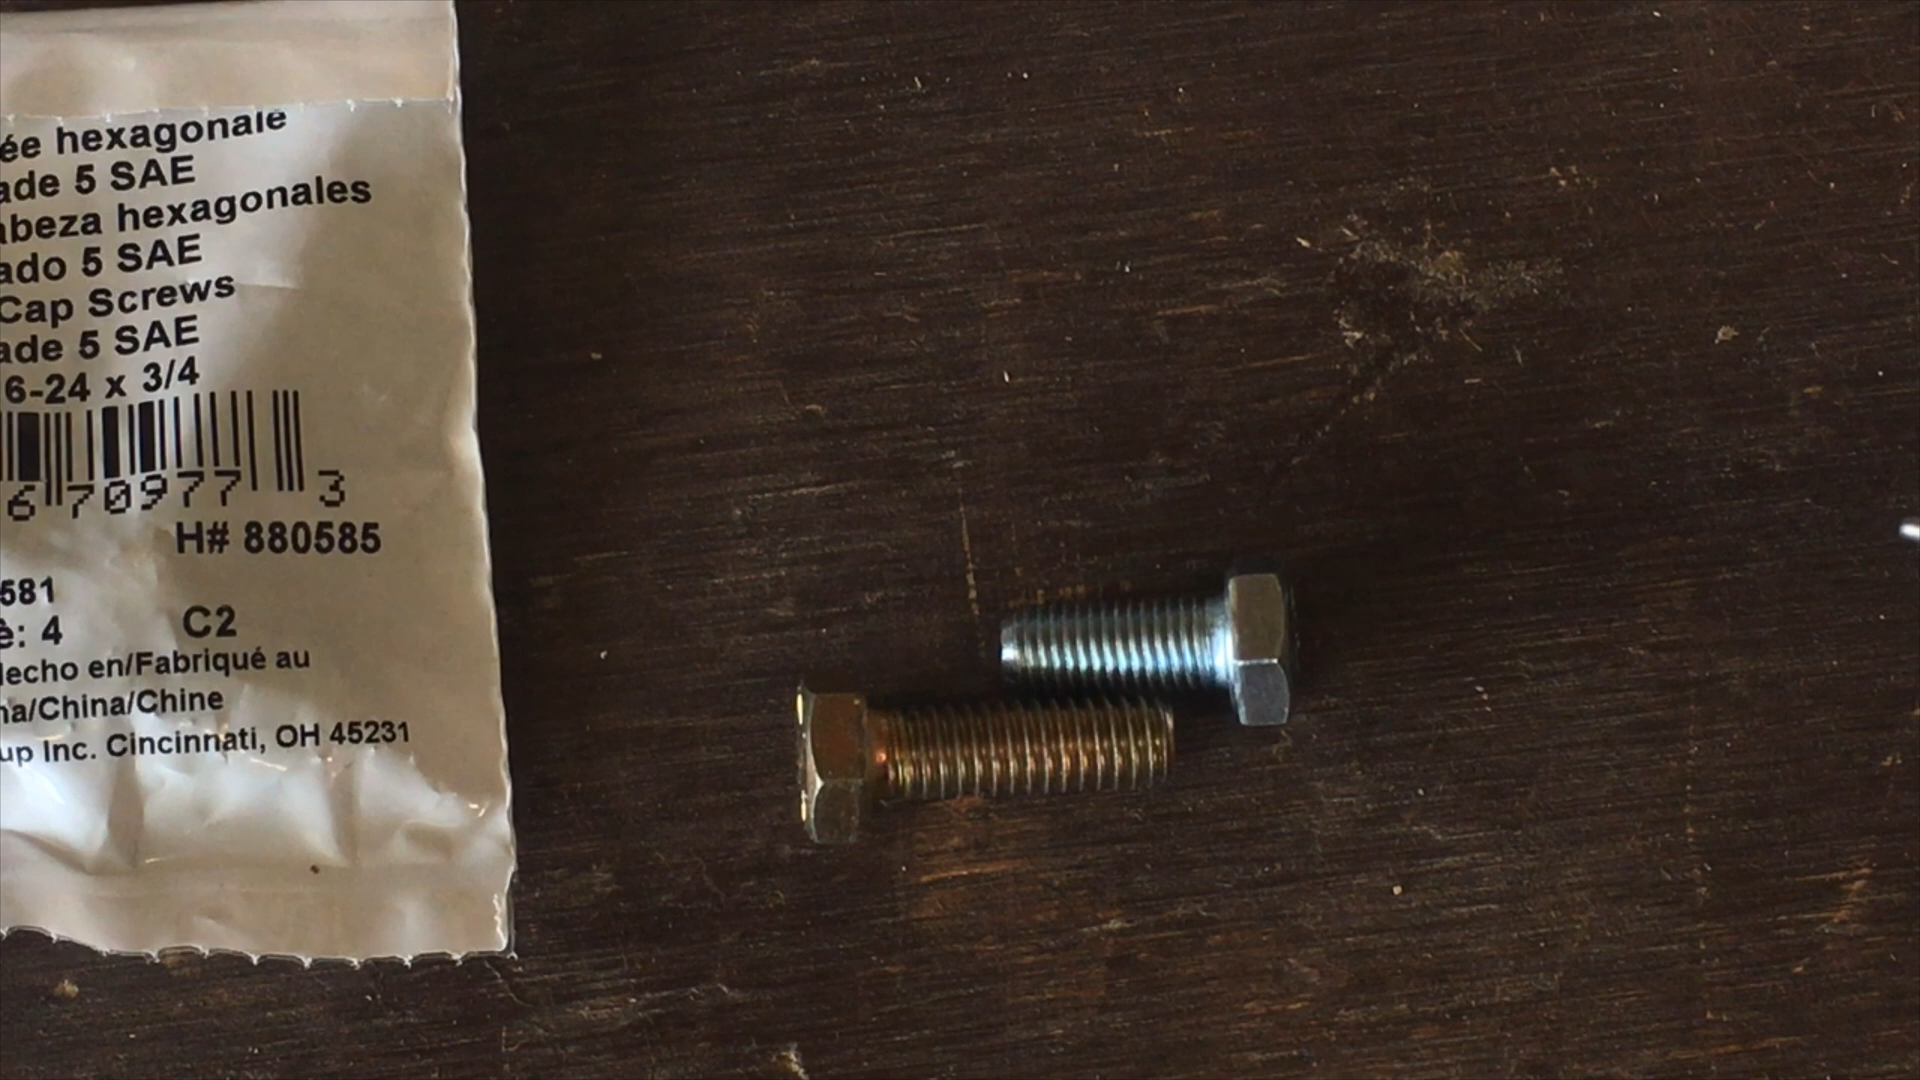 ée hexagonale
ade 5 SAE
abeza hexagonales
ado 5 SAE
Cap Screws
ade 5 SAE
6-24 x 3/4
6 70977 3
H# 880585
581
è: 4 C2
Hecho en/Fabriqué au
na/China/Chine
up Inc. Cincinnati, OH 45231